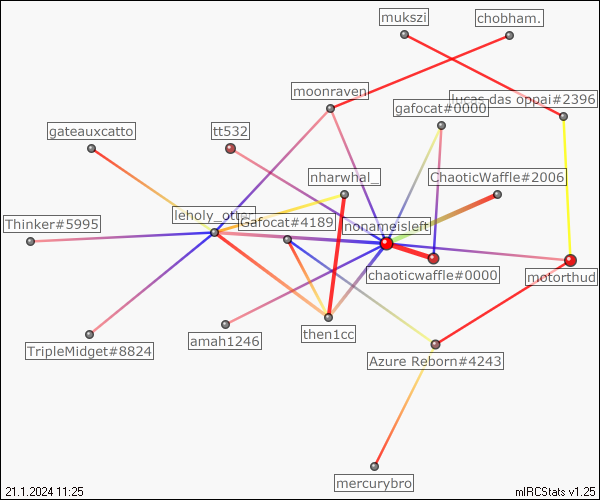 mukszi
chobham.
moonraven
gafocat#0000
lucas das oppai#2396
gateauxcatto
tt532
nharwhal_
ChaoticWaffle#2006
Thinker#5995
leholy_otter
Gafocat#4189
nonameisleft
chaoticwaffle#0000
motorthud
TripleMidget#8824
amah1246
then1cc
Azure Reborn#4243
mercurybro
21.1.2024 11:25
mIRCStats v1.25